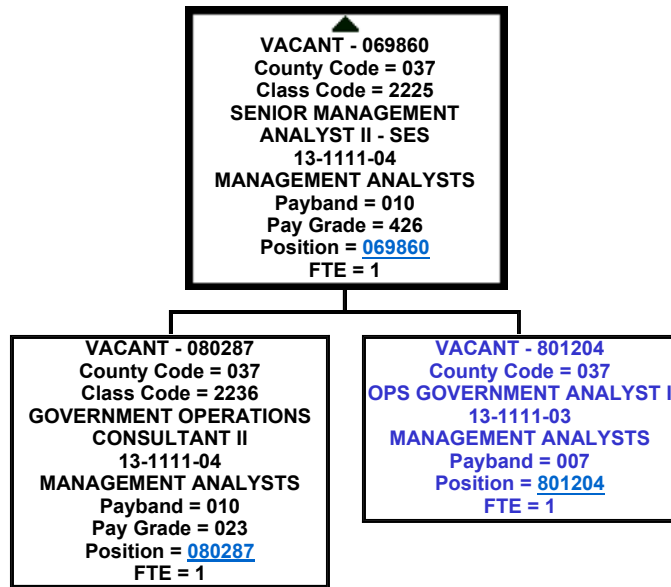 VACANT - 069860
County Code = 037
Class Code = 2225
SENIOR MANAGEMENT
ANALYST II - SES
13-1111-04
MANAGEMENT ANALYSTS
Payband = 010
Pay Grade = 426
Position = 069860
FTE = 1
VACANT - 080287
County Code = 037
Class Code = 2236
GOVERNMENT OPERATIONS
CONSULTANT II
13-1111-04
MANAGEMENT ANALYSTS
Payband = 010
Pay Grade = 023
Position = 080287
FTE = 1
VACANT - 801204
County Code = 037
OPS GOVERNMENT ANALYST I
13-1111-03
MANAGEMENT ANALYSTS
Payband = 007
Position = 801204
FTE = 1